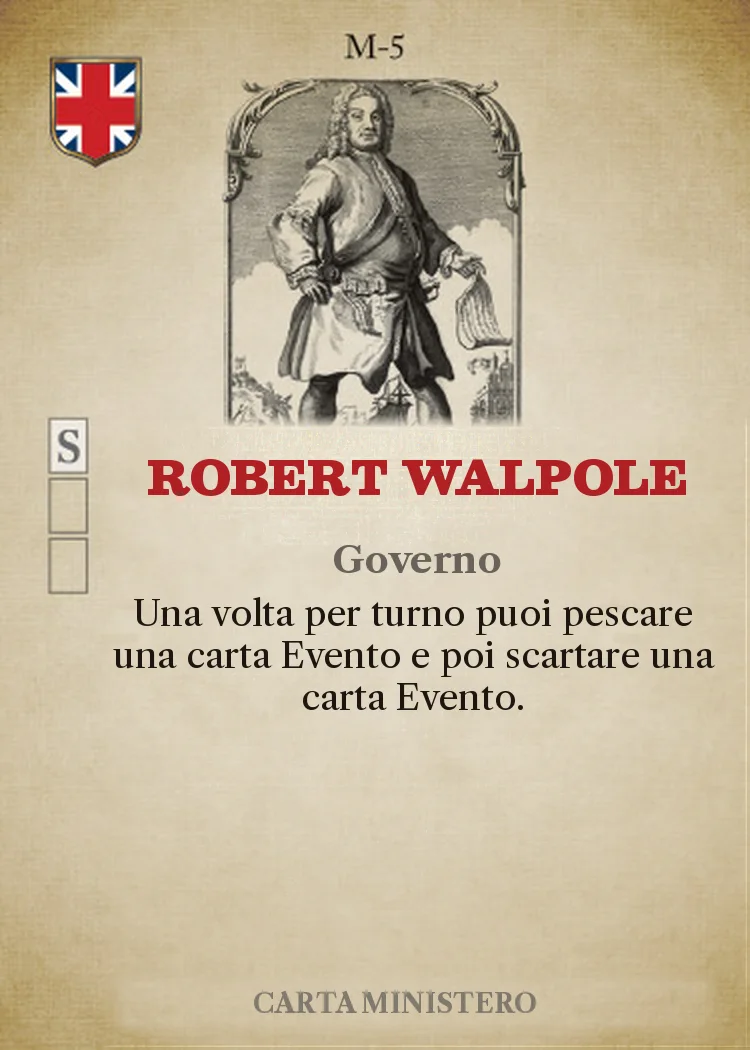 M-5
S
ROBERT WALPOLE
Governo
Una volta per turno puoi pescare
una carta Evento e poi scartare una
carta Evento.
CARTA MINISTERO